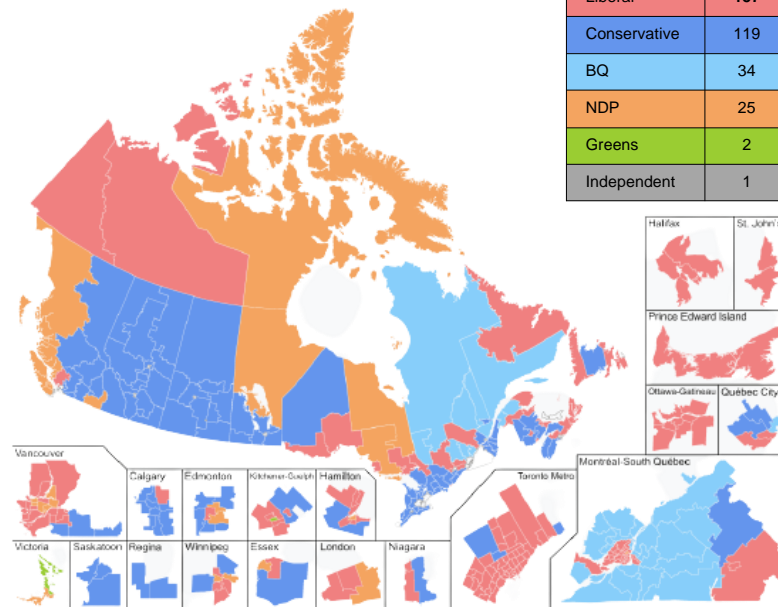 Conservative 119
BQ 34
NDP 25
Greens 2
Independent 1
Halifax St. John's
Prince Edward Island
Ottawa-Gatineau Québec City
Vancouver
Calgary Edmonton Kitchener-Guelph Hamilton
Toronto Metro
Montréal-South Québec
Victoria Saskatoon Regina Winnipeg Essex London Niagara